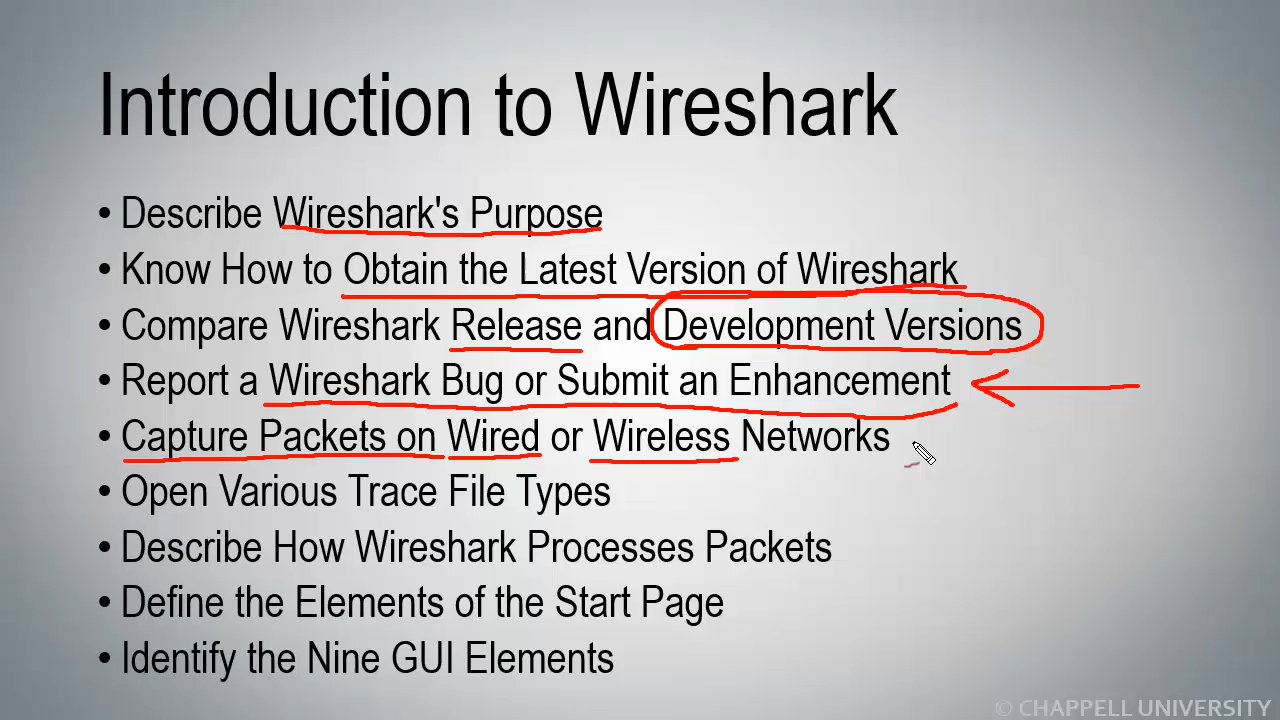 Introduction to Wireshark
• Describe Wireshark's Purpose
• Know How to Obtain the Latest Version of Wireshark
• Compare Wireshark Release and Development Versions
• Report a Wireshark Bug or Submit an Enhancement
• Capture Packets on Wired or Wireless Networks
• Open Various Trace File Types
• Describe How Wireshark Processes Packets
• Define the Elements of the Start Page
• Identify the Nine GUI Elements
© CHAPPELL UNIVERSITY